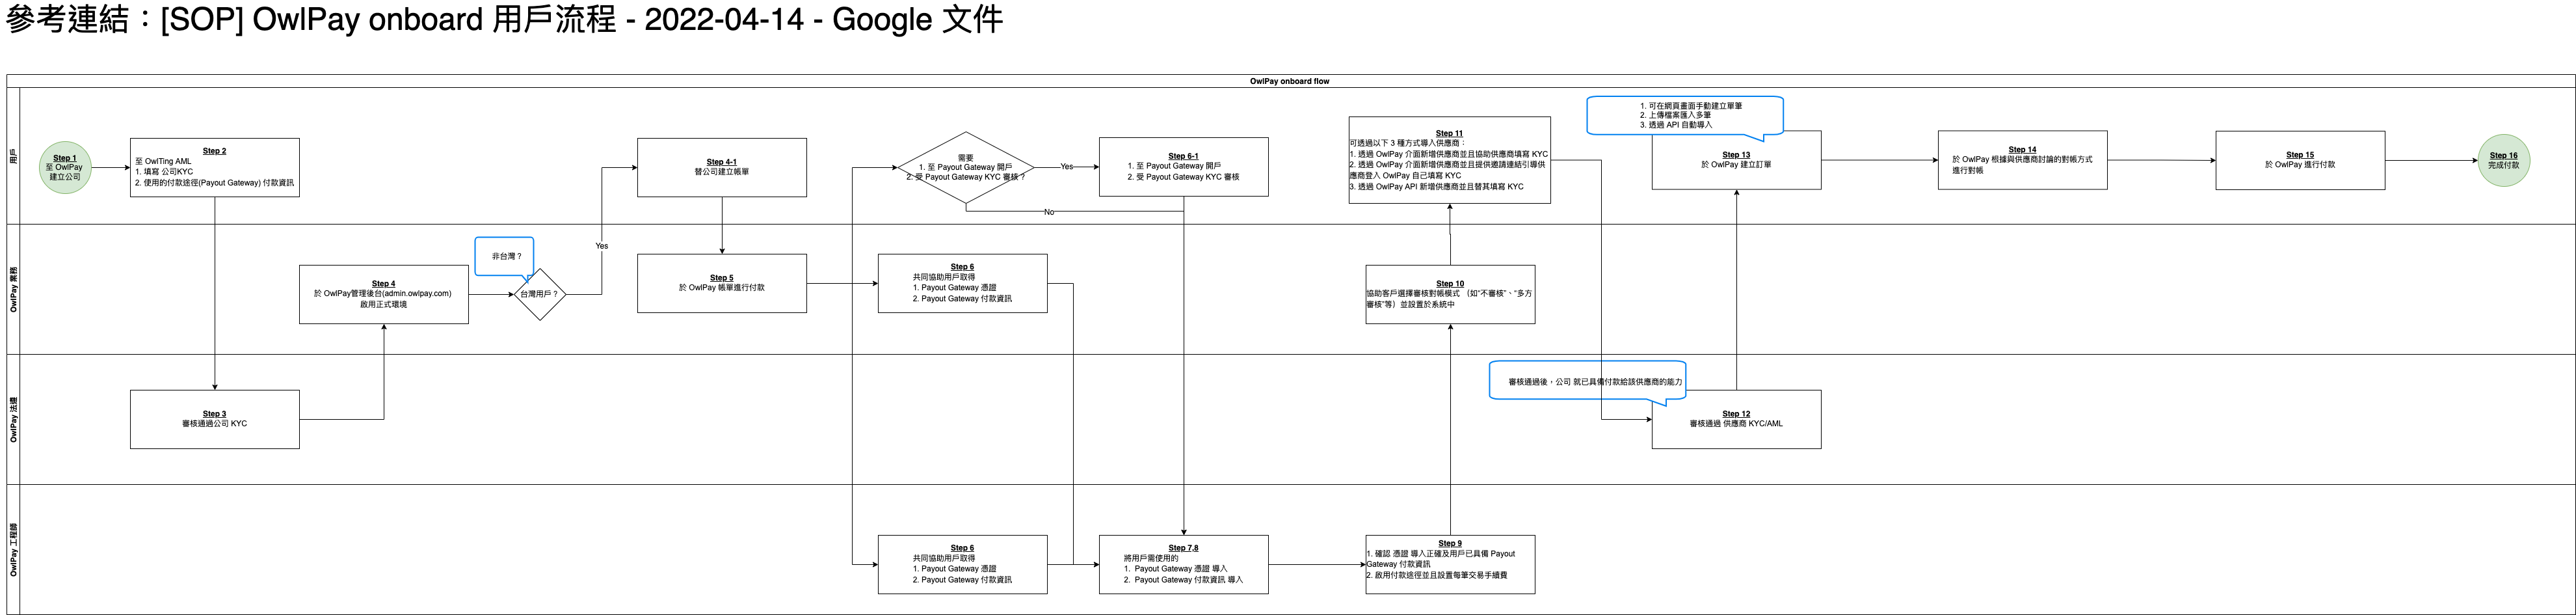 參考連結：[SOP] OwlPay onboard 用戶流程 - 2022-04-14 - Google 文件
OwlPay onboard flow
用戶
Step 1
至 OwlPay
建立公司
Step 2
至 OwlTing AML
1. 填寫 公司KYC
2. 使用的付款途徑(Payout Gateway) 付款資訊
Step 4-1
替公司建立帳單
需要
1. 至 Payout Gateway 開戶
2. 受 Payout Gateway KYC 審核 ?
Yes
No
Step 6-1
1. 至 Payout Gateway 開戶
2. 受 Payout Gateway KYC 審核
Step 11
可透過以下 3 種方式導入供應商：
1. 透過 OwlPay 介面新增供應商並且協助供應商填寫 KYC
2. 透過 OwlPay 介面新增供應商並且提供邀請連結引導供
應商登入 OwlPay 自己填寫 KYC
3. 透過 OwlPay API 新增供應商並且替其填寫 KYC
1. 可在網頁畫面手動建立單筆
2. 上傳檔案匯入多筆
3. 透過 API 自動導入
Step 13
於 OwlPay 建立訂單
Step 14
於 OwlPay 根據與供應商討論的對帳方式
進行對帳
Step 15
於 OwlPay 進行付款
Step 16
完成付款
OwlPay 業務
Step 4
於 OwlPay管理後台(admin.owlpay.com)
啟用正式環境
非台灣 ?
台灣用戶 ?
Yes
Step 5
於 OwlPay 帳單進行付款
Step 6
共同協助用戶取得
1. Payout Gateway 憑證
2. Payout Gateway 付款資訊
Step 10
協助客戶選擇審核對帳模式 （如“不審核”、“多方
審核”等）並設置於系統中
OwlPay 法遵
Step 3
審核通過公司 KYC
審核通過後，公司 就已具備付款給該供應商的能力
Step 12
審核通過 供應商 KYC/AML
OwlPay 工程師
Step 6
共同協助用戶取得
1. Payout Gateway 憑證
2. Payout Gateway 付款資訊
Step 7,8
將用戶需使用的
1. Payout Gateway 憑證 導入
2. Payout Gateway 付款資訊 導入
Step 9
1. 確認 憑證 導入正確及用戶已具備 Payout
Gateway 付款資訊
2. 啟用付款途徑並且設置每筆交易手續費